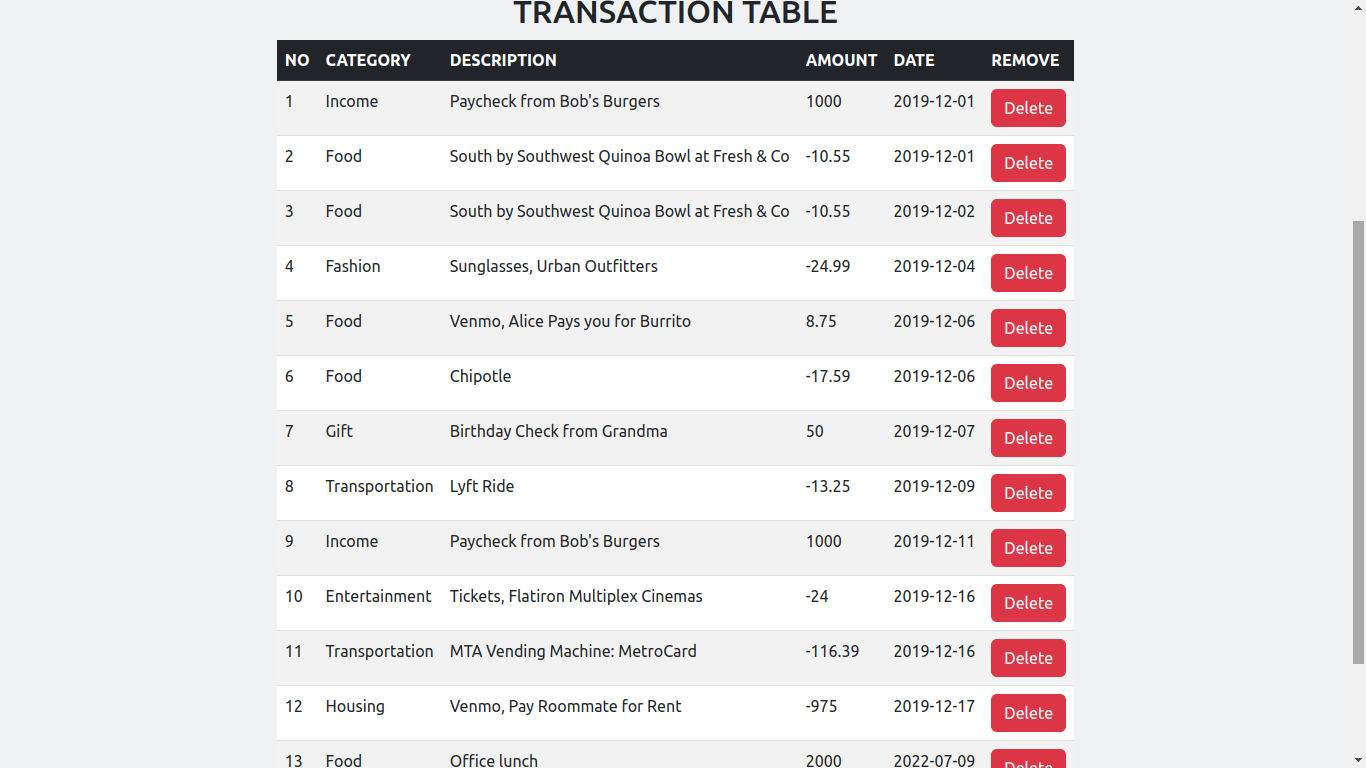 TRANSACTION TABLE
NO CATEGORY DESCRIPTION AMOUNT DATE REMOVE
1 Income Paycheck from Bob's Burgers 1000 2019-12-01 Delete
2 Food South by Southwest Quinoa Bowl at Fresh & Co -10.55 2019-12-01 Delete
3 Food South by Southwest Quinoa Bowl at Fresh & Co -10.55 2019-12-02 Delete
4 Fashion Sunglasses, Urban Outfitters -24.99 2019-12-04 Delete
5 Food Venmo, Alice Pays you for Burrito 8.75 2019-12-06 Delete
6 Food Chipotle -17.59 2019-12-06 Delete
7 Gift Birthday Check from Grandma 50 2019-12-07 Delete
8 Transportation Lyft Ride -13.25 2019-12-09 Delete
9 Income Paycheck from Bob's Burgers 1000 2019-12-11 Delete
10 Entertainment Tickets, Flatiron Multiplex Cinemas -24 2019-12-16 Delete
11 Transportation MTA Vending Machine: MetroCard -116.39 2019-12-16 Delete
12 Housing Venmo, Pay Roommate for Rent -975 2019-12-17 Delete
13 Food Office lunch 2000 2022-07-09 Delete